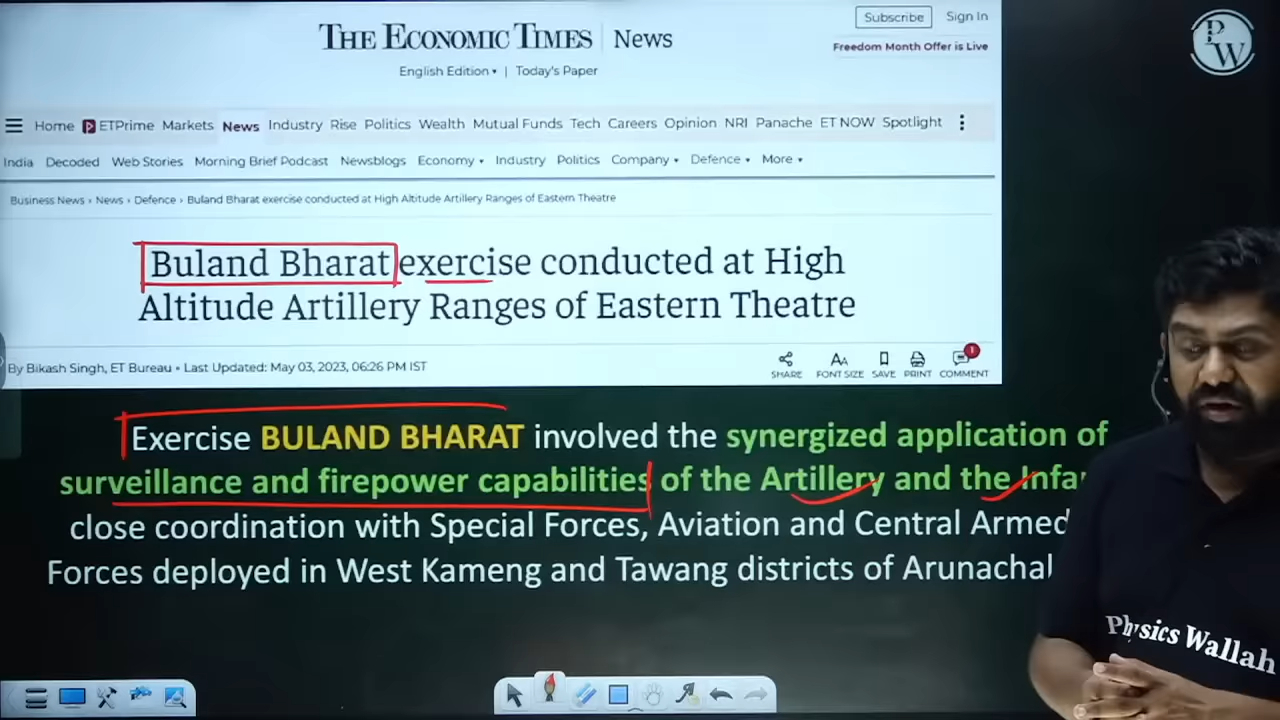 THE ECONOMIC TIMES | News
Subscribe Sign In
Freedom Month Offer is Live
English Edition ▾ | Today's Paper
PW
Home ETPrime Markets News Industry Rise Politics Wealth Mutual Funds Tech Careers Opinion NRI Panache ET NOW Spotlight
India Decoded Web Stories Morning Brief Podcast Newsblogs Economy ▾ Industry Politics Company ▾ Defence ▾ More ▾
Business News › News › Defence › Buland Bharat exercise conducted at High Altitude Artillery Ranges of Eastern Theatre
Buland Bharat exercise conducted at High
Altitude Artillery Ranges of Eastern Theatre
By Bikash Singh, ET Bureau • Last Updated: May 03, 2023, 06:26 PM IST
SHARE FONT SIZE SAVE PRINT COMMENT 1
Exercise BULAND BHARAT involved the synergized application of
surveillance and firepower capabilities of the Artillery and the Infa
close coordination with Special Forces, Aviation and Central Armed
Forces deployed in West Kameng and Tawang districts of Arunachal
Physics Wallah